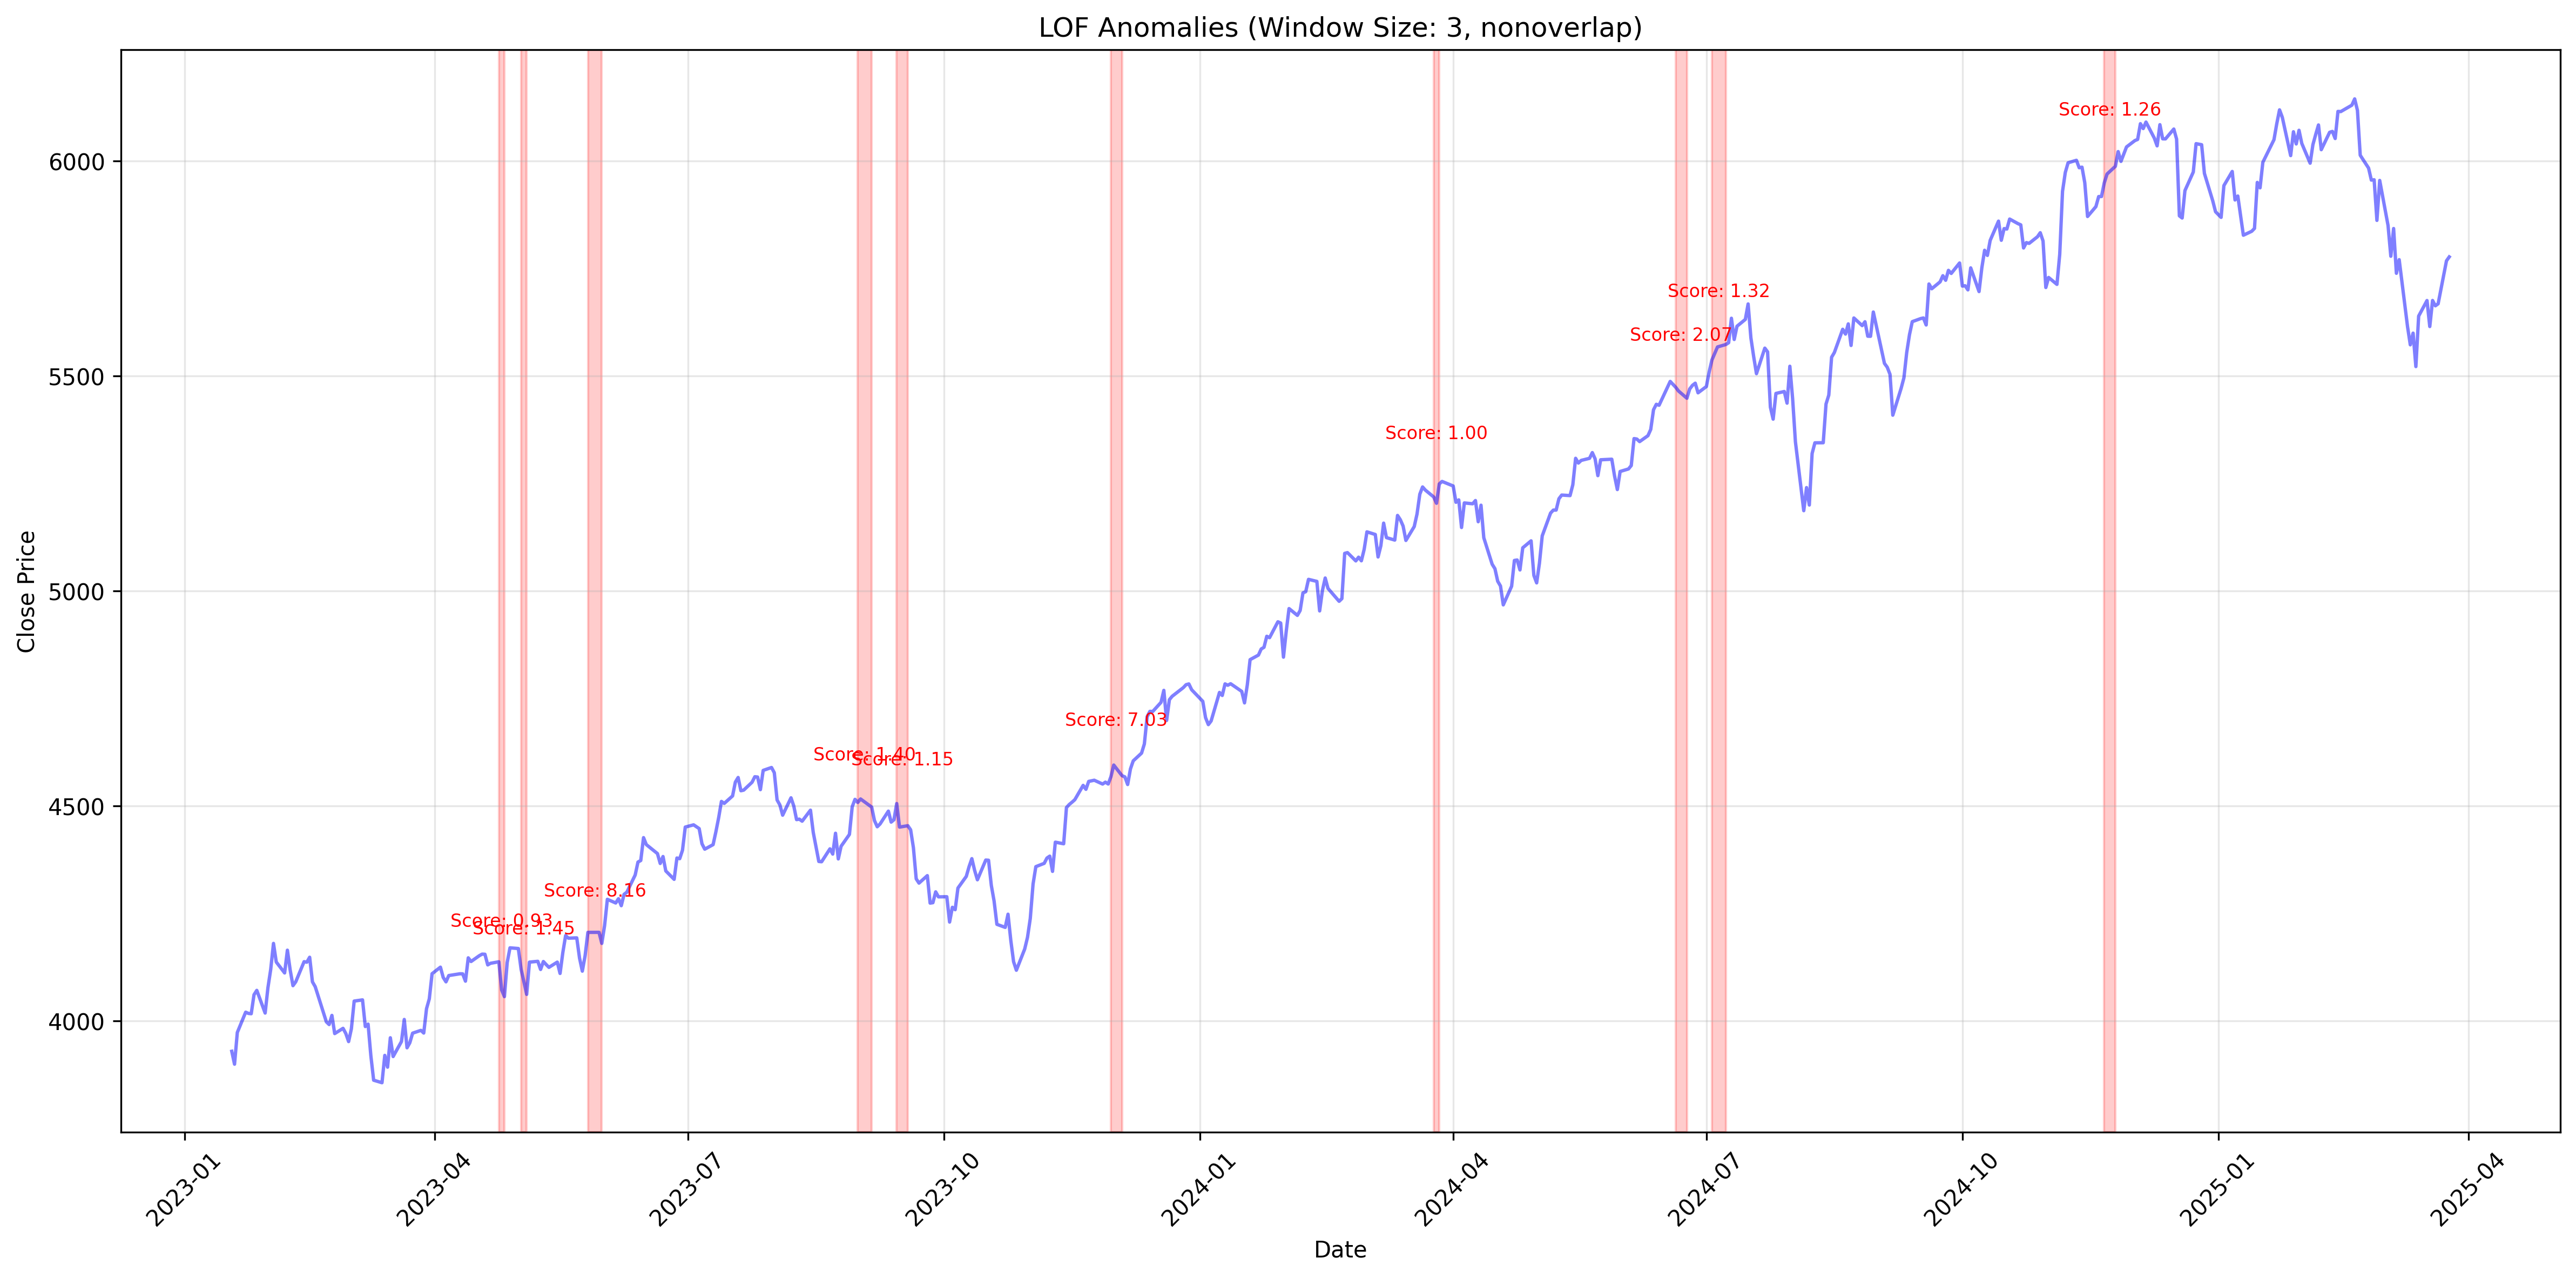 LOF Anomalies (Window Size: 3, nonoverlap)
Close Price
6000
5500
5000
4500
4000
Score: 0.93
Score: 1.45
Score: 8.16
Score: 1.40
Score: 1.15
Score: 7.03
Score: 1.00
Score: 2.07
Score: 1.32
Score: 1.26
2023-01
2023-04
2023-07
2023-10
2024-01
2024-04
2024-07
2024-10
2025-01
2025-04
Date